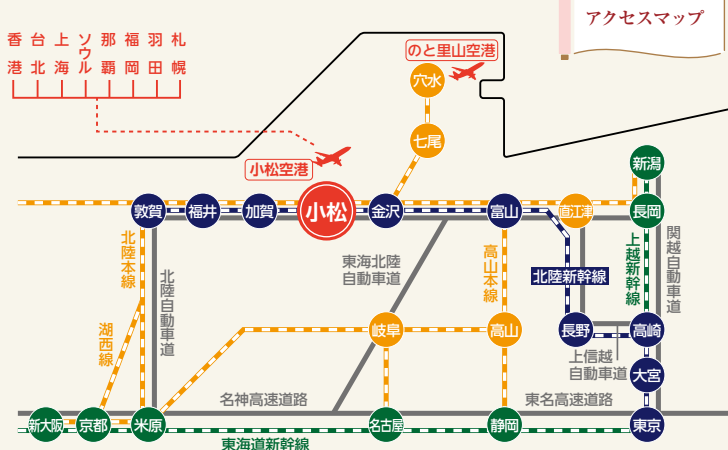 アクセスマップ
香港
台北
上海
ソウル
那覇
福岡
羽田
札幌
のと里山空港
穴水
七尾
小松空港
新潟
敦賀
福井
加賀
小松
金沢
富山
直江津
長岡
北陸本線
北陸自動車道
湖西線
東海北陸
自動車道
高山本線
北陸新幹線
上越新幹線
関越自動車道
岐阜
高山
長野
高崎
上信越
自動車道
大宮
名神高速道路
東名高速道路
新大阪
京都
米原
名古屋
静岡
東京
東海道新幹線